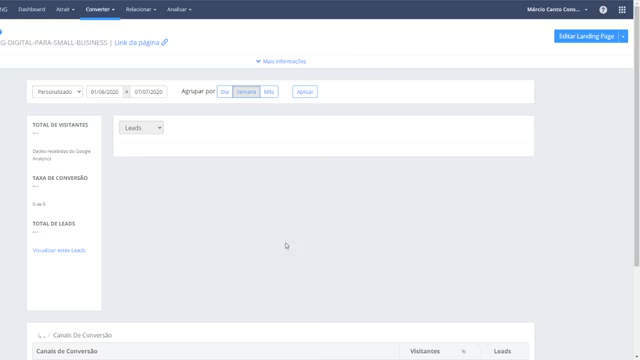 NG Dashboard Atrair Converter Relacionar Analisar Márcio Canto Cons...
G-DIGITAL-PARA-SMALL-BUSINESS | Link da página
Editar Landing Page
Mais informações
Personalizado 01/06/2020 a 07/07/2020 Agrupar por Dia Semana Mês Aplicar
TOTAL DE VISITANTES
---
Dados recebidos do Google
Analytics
TAXA DE CONVERSÃO
---
0 de 0
TOTAL DE LEADS
---
Visualizar estes Leads
Leads
Canais De Conversão
Canais de Conversão Visitantes % Leads